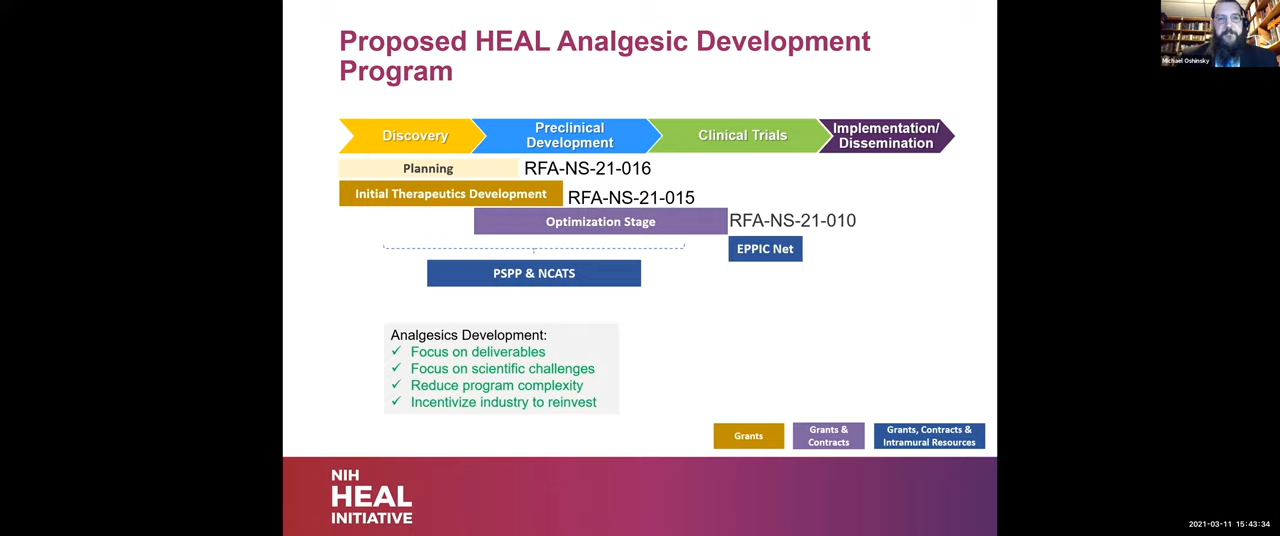 Proposed HEAL Analgesic Development
Program
Michael Oshinsky
Discovery
Preclinical
Development
Clinical Trials
Implementation/
Dissemination
Planning
RFA-NS-21-016
Initial Therapeutics Development
RFA-NS-21-015
Optimization Stage
RFA-NS-21-010
EPPIC Net
PSPP & NCATS
Analgesics Development:
✓ Focus on deliverables
✓ Focus on scientific challenges
✓ Reduce program complexity
✓ Incentivize industry to reinvest
Grants
Grants &
Contracts
Grants, Contracts &
Intramural Resources
NIH
HEAL
INITIATIVE
2021-03-11 15:43:34